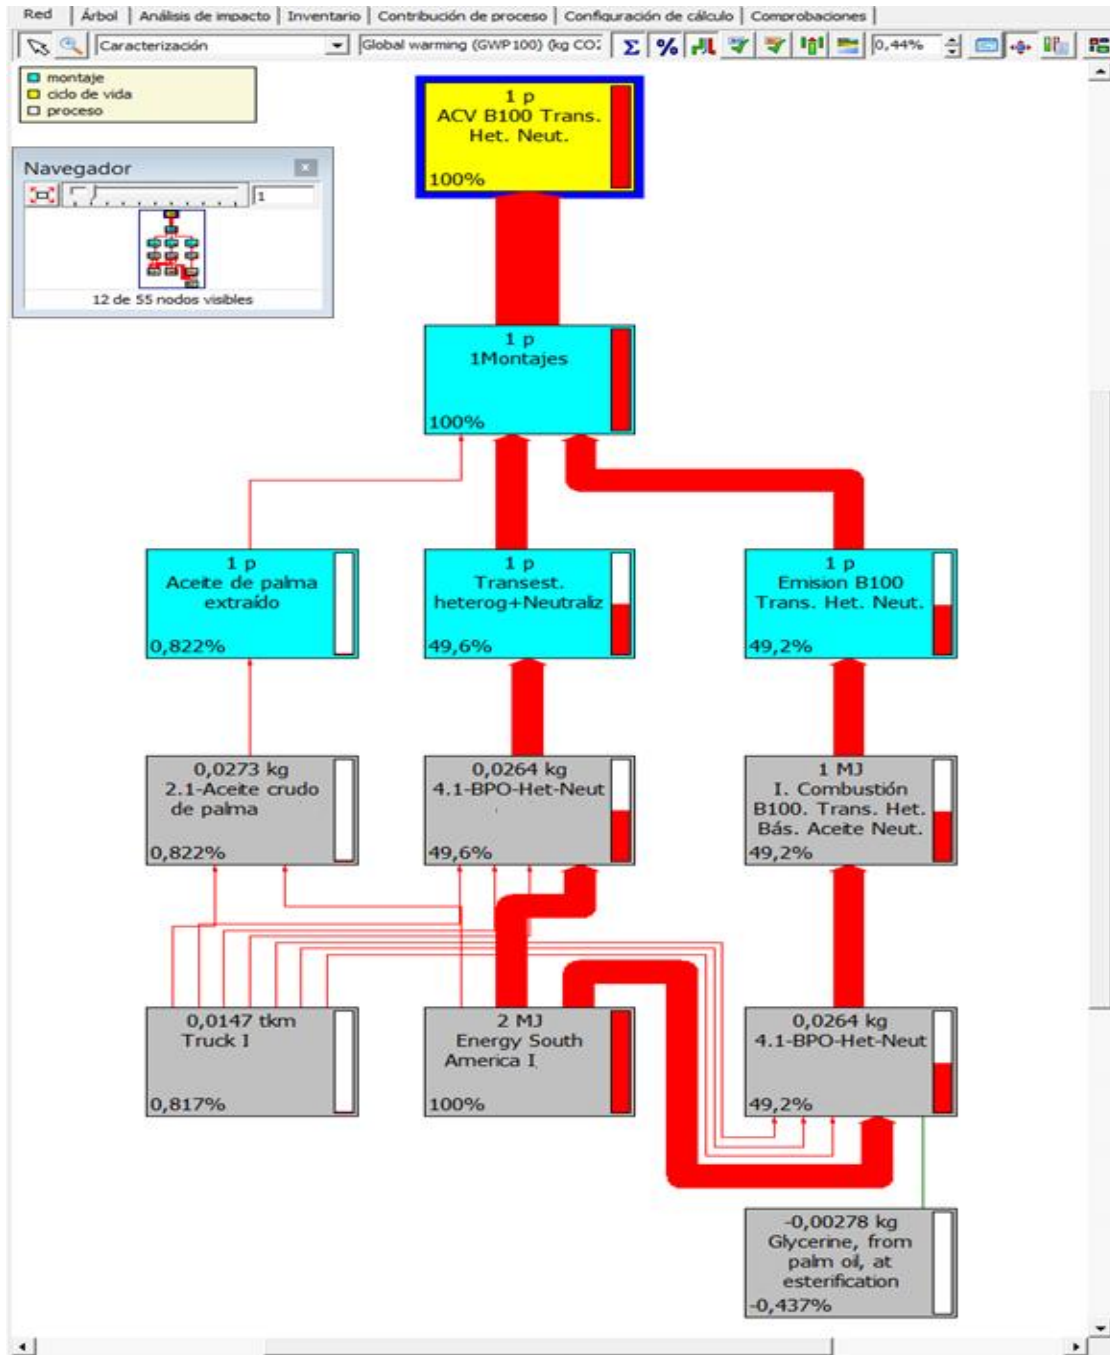 Red | Árbol | Análisis de impacto | Inventario | Contribución de proceso | Configuración de cálculo | Comprobaciones |
Caracterización
Global warming (GWP100) (kg CO2
Σ %
0,44%
montaje
ciclo de vida
proceso
Navegador
1
12 de 55 nodos visibles
1 p
ACV B100 Trans.
Het. Neut.
100%
1 p
1Montajes
100%
1 p
Aceite de palma
extraído
0,822%
1 p
Transest.
heterog+Neutraliz
49,6%
1 p
Emision B100
Trans. Het. Neut.
49,2%
0,0273 kg
2.1-Aceite crudo
de palma
0,822%
0,0264 kg
4.1-BPO-Het-Neut
49,6%
1 MJ
I. Combustión
B100. Trans. Het.
Bás. Aceite Neut.
49,2%
0,0147 tkm
Truck I
0,817%
2 MJ
Energy South
America I
100%
0,0264 kg
4.1-BPO-Het-Neut
49,2%
-0,00278 kg
Glycerine, from
palm oil, at
esterification
-0,437%